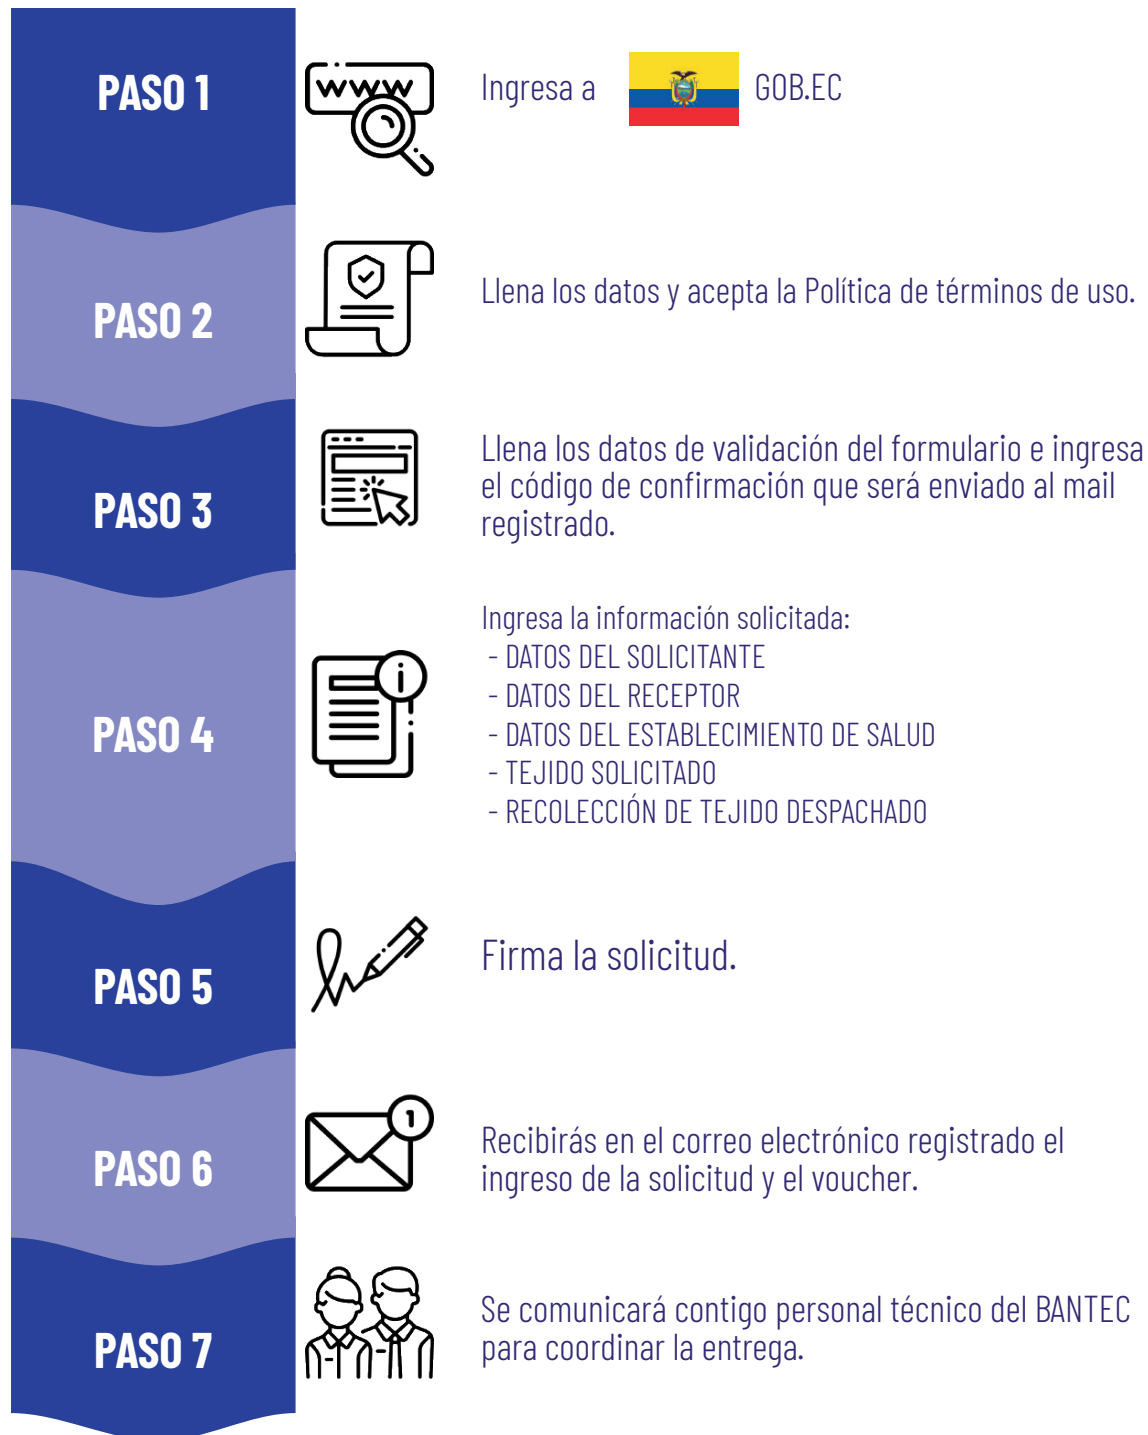 PASO 1
www
Ingresa a GOB.EC
PASO 2
Llena los datos y acepta la Política de términos de uso.
PASO 3
Llena los datos de validación del formulario e ingresa
el código de confirmación que será enviado al mail
registrado.
PASO 4
i
Ingresa la información solicitada:
- DATOS DEL SOLICITANTE
- DATOS DEL RECEPTOR
- DATOS DEL ESTABLECIMIENTO DE SALUD
- TEJIDO SOLICITADO
- RECOLECCIÓN DE TEJIDO DESPACHADO
PASO 5
Firma la solicitud.
PASO 6
1
Recibirás en el correo electrónico registrado el
ingreso de la solicitud y el voucher.
PASO 7
Se comunicará contigo personal técnico del BANTEC
para coordinar la entrega.